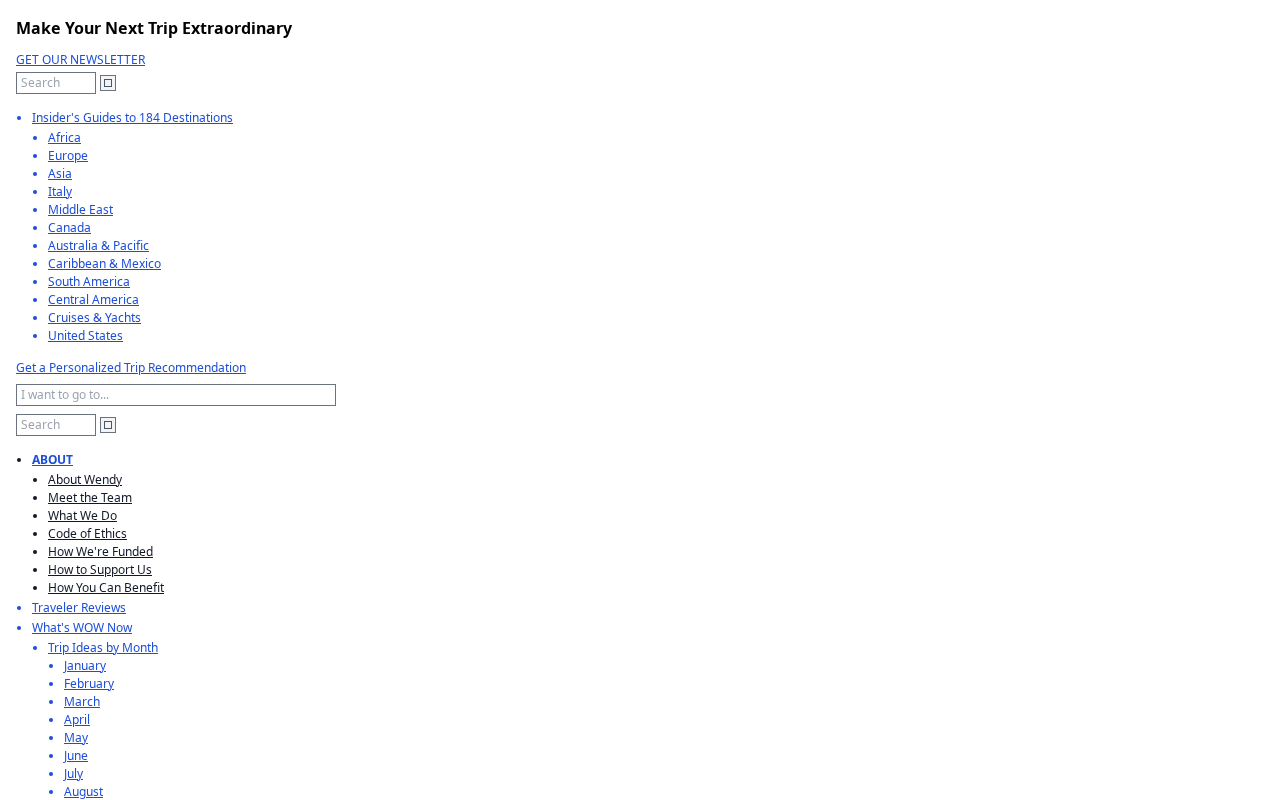 Make Your Next Trip Extraordinary
GET OUR NEWSLETTER
Search
Insider's Guides to 184 Destinations
Africa
Europe
Asia
Italy
Middle East
Canada
Australia & Pacific
Caribbean & Mexico
South America
Central America
Cruises & Yachts
United States
Get a Personalized Trip Recommendation
I want to go to...
Search
ABOUT
About Wendy
Meet the Team
What We Do
Code of Ethics
How We're Funded
How to Support Us
How You Can Benefit
Traveler Reviews
What's WOW Now
Trip Ideas by Month
January
February
March
April
May
June
July
August